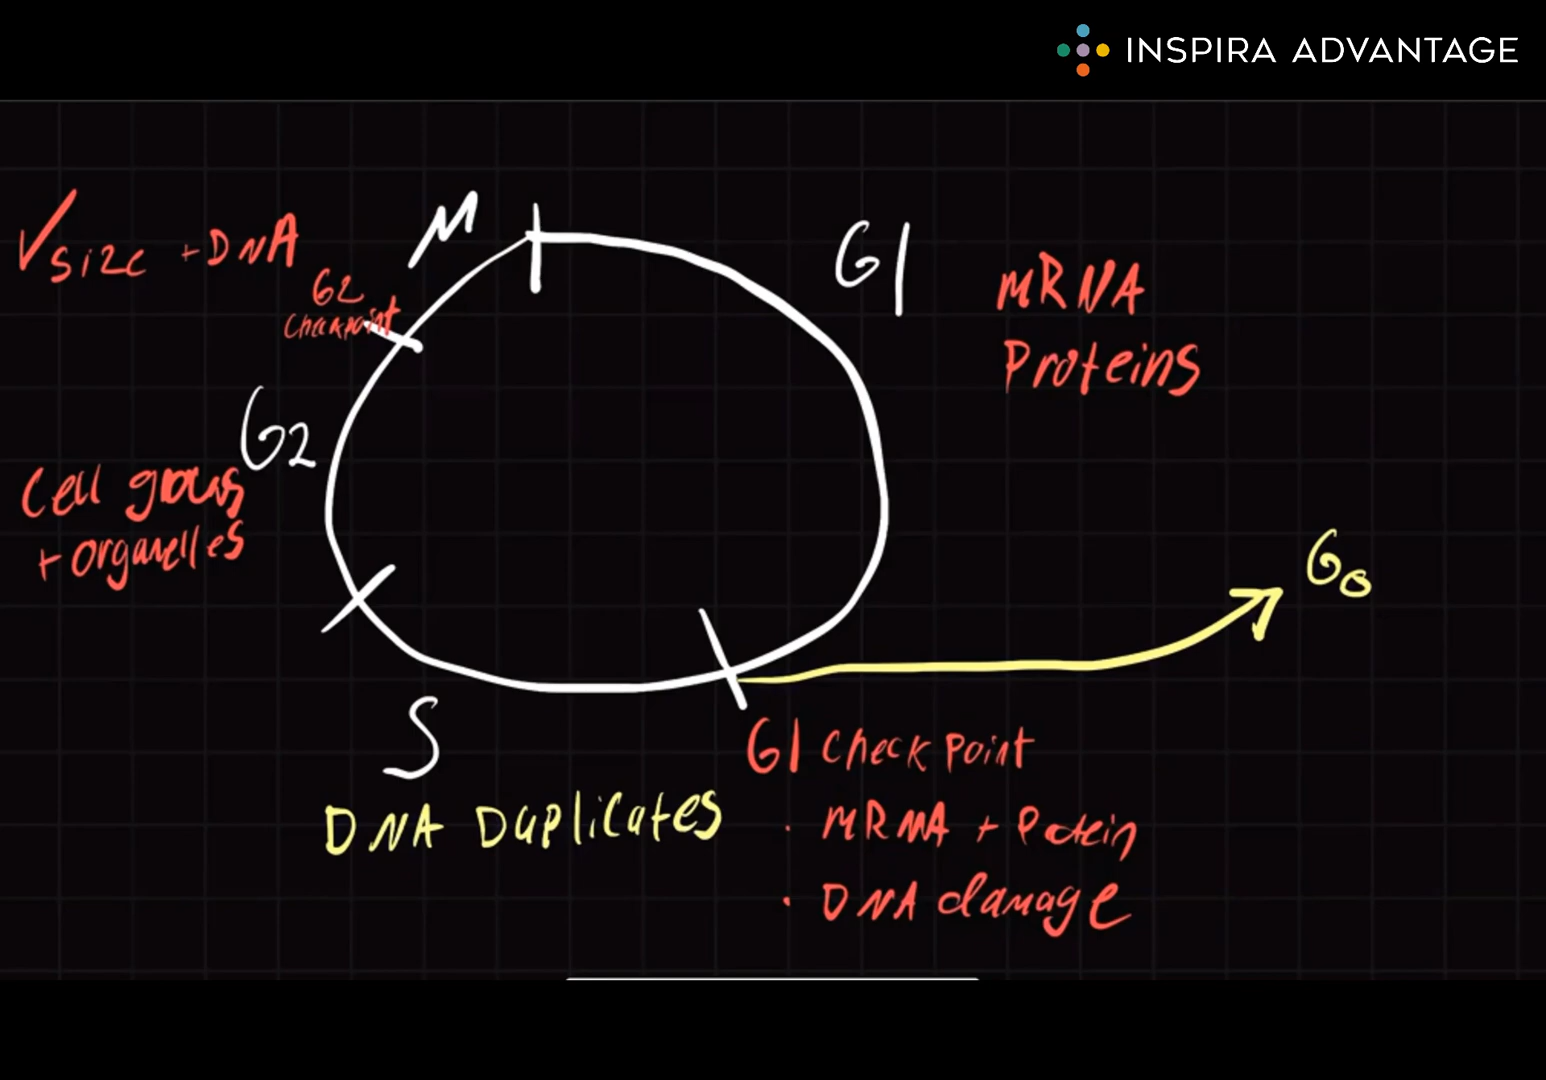 INSPIRA ADVANTAGE
M
G1
√size + DNA
G2
Checkpoint
mRNA
Proteins
G2
Cell grows
+ organelles
G0
S
G1 Check Point
DNA Duplicates
· MRNA + Protein
· DNA damage